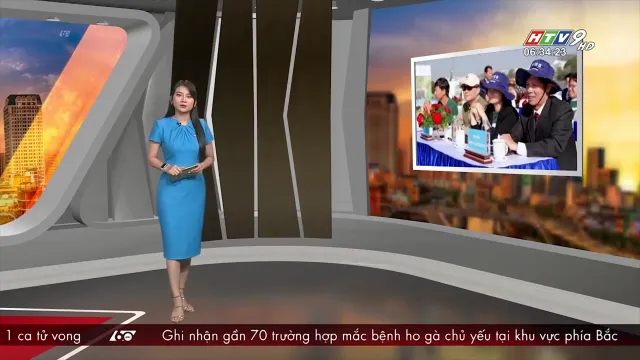 HTV9 HD
06:34:23
1 ca tử vong 60 Ghi nhận gần 70 trường hợp mắc bệnh ho gà chủ yếu tại khu vực phía Bắc